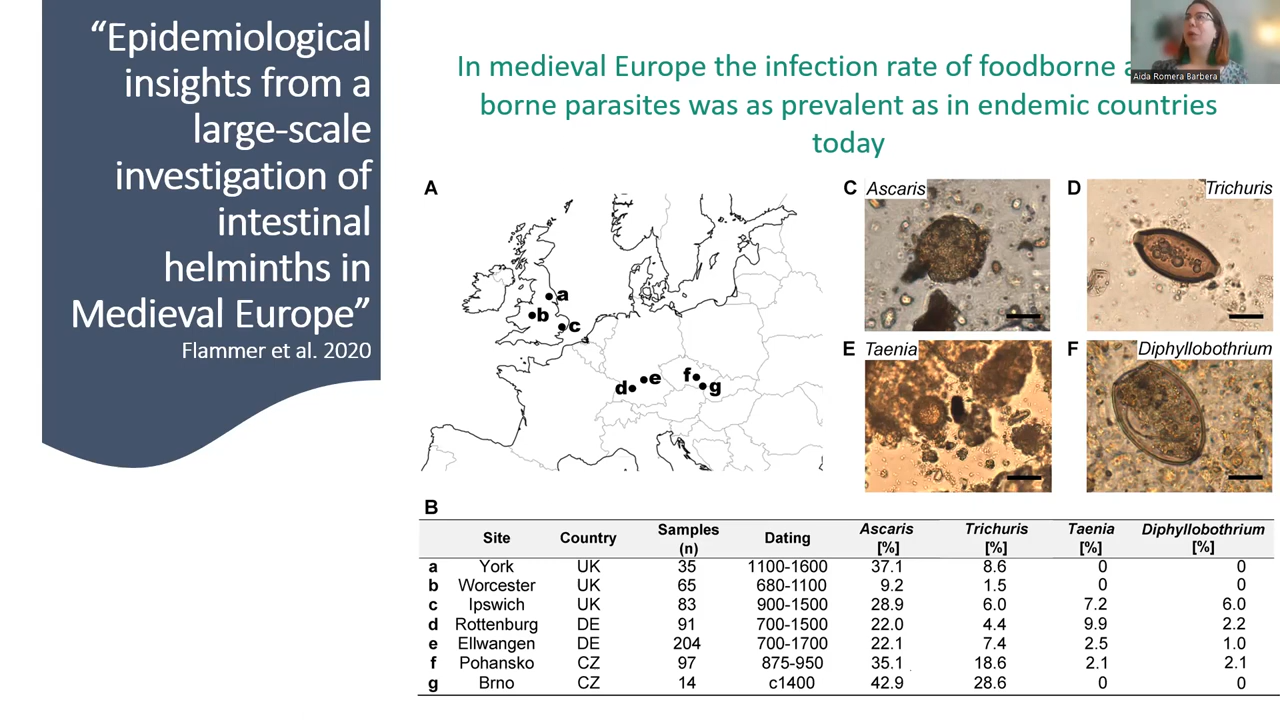 “Epidemiological
insights from a
large-scale
investigation of
intestinal
helminths in
Medieval Europe”
Flammer et al. 2020
In medieval Europe the infection rate of foodborne
borne parasites was as prevalent as in endemic countries
today
Aida Romera Barbera
A
a
b
c
d
e
f
g
C Ascaris
D Trichuris
E Taenia
F Diphyllobothrium
B
Site Country Samples (n) Dating Ascaris [%] Trichuris [%] Taenia [%] Diphyllobothrium [%]
a York UK 35 1100-1600 37.1 8.6 0 0
b Worcester UK 65 680-1100 9.2 1.5 0 0
c Ipswich UK 83 900-1500 28.9 6.0 7.2 6.0
d Rottenburg DE 91 700-1500 22.0 4.4 9.9 2.2
e Ellwangen DE 204 700-1700 22.1 7.4 2.5 1.0
f Pohansko CZ 97 875-950 35.1 18.6 2.1 2.1
g Brno CZ 14 c1400 42.9 28.6 0 0